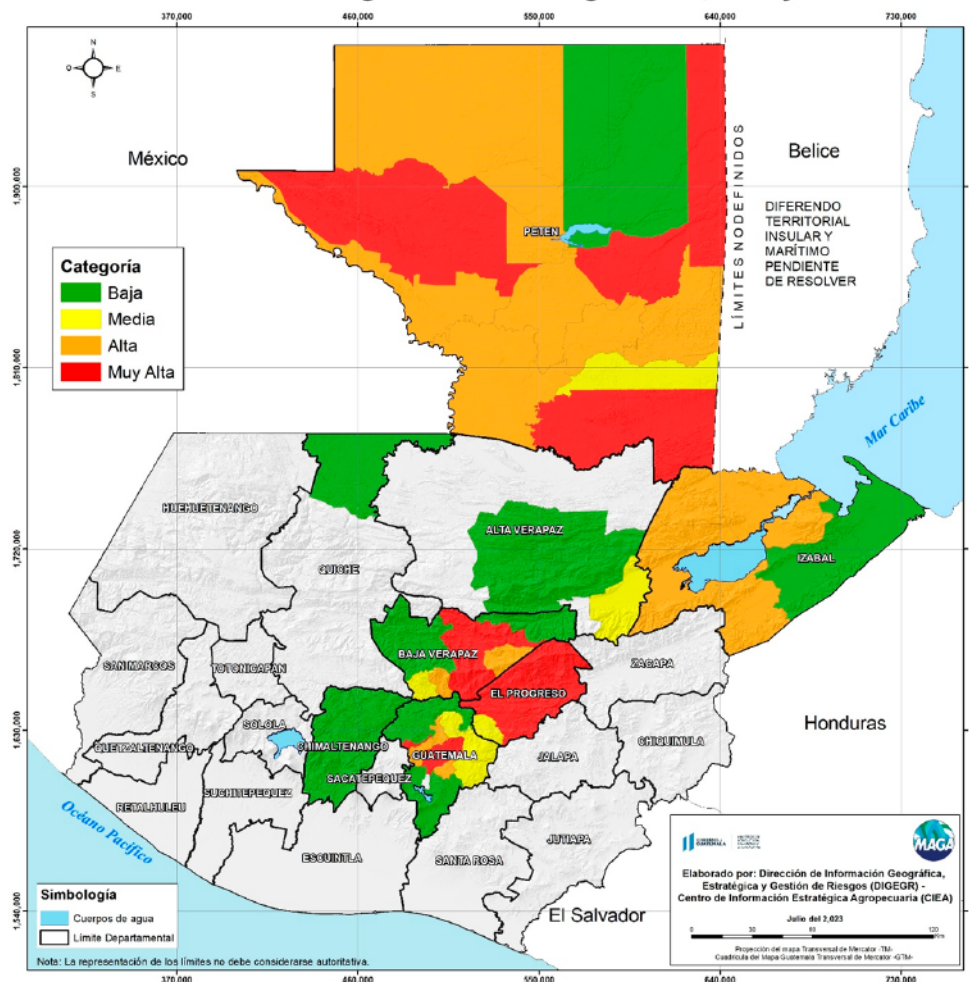 370,000 460,000 550,000 640,000 730,000
N
O E
S
México
Belice
1,900,000
LÍMITES NO DEFINIDOS
DIFERENDO
TERRITORIAL
INSULAR Y
MARÍTIMO
PENDIENTE
DE RESOLVER
PETEN
Categoría
Baja
Media
Alta
Muy Alta
1,810,000
Mar Caribe
HUEHUETENANGO
ALTA VERAPAZ
1,720,000
QUICHE
IZABAL
SAN MARCOS
TOTONICAPAN
BAJA VERAPAZ
ZACAPA
EL PROGRESO
1,630,000
SOLOLA
Honduras
QUETZALTENANGO
CHIMALTENANGO
GUATEMALA
JALAPA
CHIQUIMULA
SACATEPEQUEZ
RETALHULEU
SUCHITEPEQUEZ
Océano Pacífico
JUTIAPA
ESCUINTLA
SANTA ROSA
MAGA
Elaborado por: Dirección de Información Geográfica,
Estratégica y Gestión de Riesgos (DIGEGR) -
Centro de Información Estratégica Agropecuaria (CIEA)
Julio del 2,023
0 30 60 120
Km
Proyección del mapa Transversal de Mercator -TM-
Cuadrícula del Mapa Guatemala Transversal de Mercator -GTM-
Simbología
Cuerpos de agua
Límite Departamental
1,540,000
El Salvador
Nota: La representación de los límites no debe considerarse autoritativa.
370,000 460,000 550,000 640,000 730,000